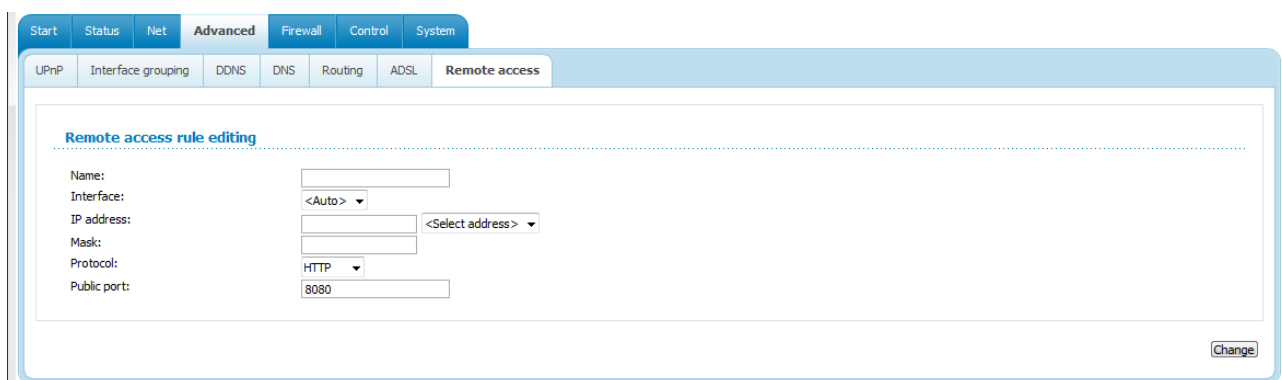 Start Status Net Advanced Firewall Control System
UPnP Interface grouping DDNS DNS Routing ADSL Remote access
Remote access rule editing
Name:
Interface: <Auto>
IP address: <Select address>
Mask:
Protocol: HTTP
Public port: 8080
Change